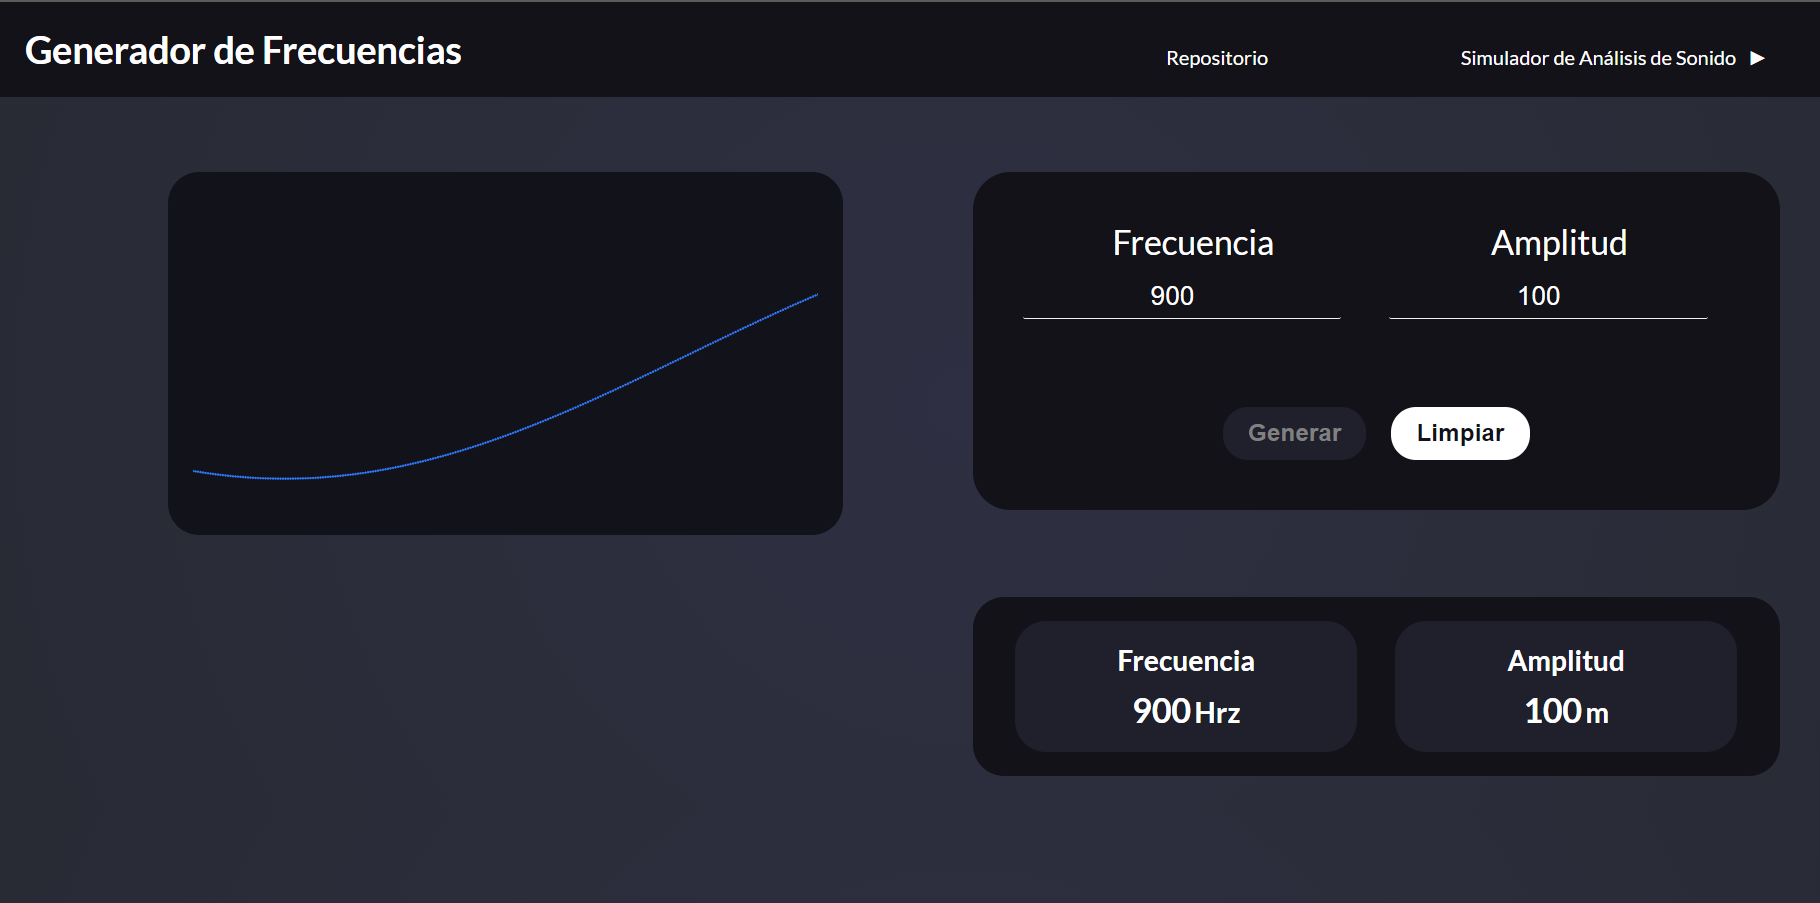 Generador de Frecuencias
Repositorio
Simulador de Análisis de Sonido ►
Frecuencia
Amplitud
900
100
Generar
Limpiar
Frecuencia
Amplitud
900 Hrz
100 m